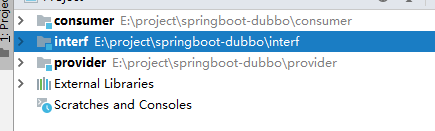 Project
consumer E:\project\springboot-dubbo\consumer
interf E:\project\springboot-dubbo\interf
provider E:\project\springboot-dubbo\provider
External Libraries
Scratches and Consoles